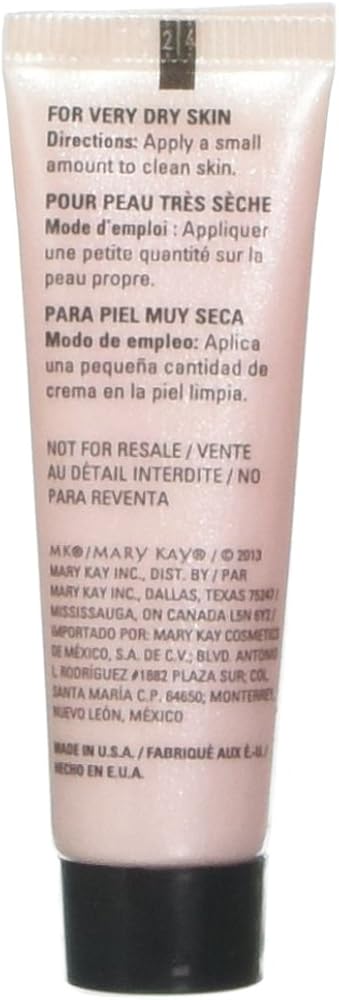 2 4
FOR VERY DRY SKIN
Directions: Apply a small
amount to clean skin.
POUR PEAU TRÈS SÈCHE
Mode d'emploi : Appliquer
une petite quantité sur la
peau propre.
PARA PIEL MUY SECA
Modo de empleo: Aplica
una pequeña cantidad de
crema en la piel limpia.
NOT FOR RESALE / VENTE
AU DÉTAIL INTERDITE / NO
PARA REVENTA
MK®/MARY KAY® / © 2013
MARY KAY INC., DIST. BY / PAR
MARY KAY INC., DALLAS, TEXAS 75247/
MISSISSAUGA, ON CANADA L5N 6Y2 /
IMPORTADO POR: MARY KAY COSMETICS
DE MÉXICO, S.A. DE C.V.; BLVD. ANTONIO
L. RODRÍGUEZ #1882 PLAZA SUR; COL.
SANTA MARÍA C.P. 64650; MONTERREY,
NUEVO LEÓN, MÉXICO
MADE IN U.S.A. / FABRIQUÉ AUX É.-U. /
HECHO EN E.U.A.